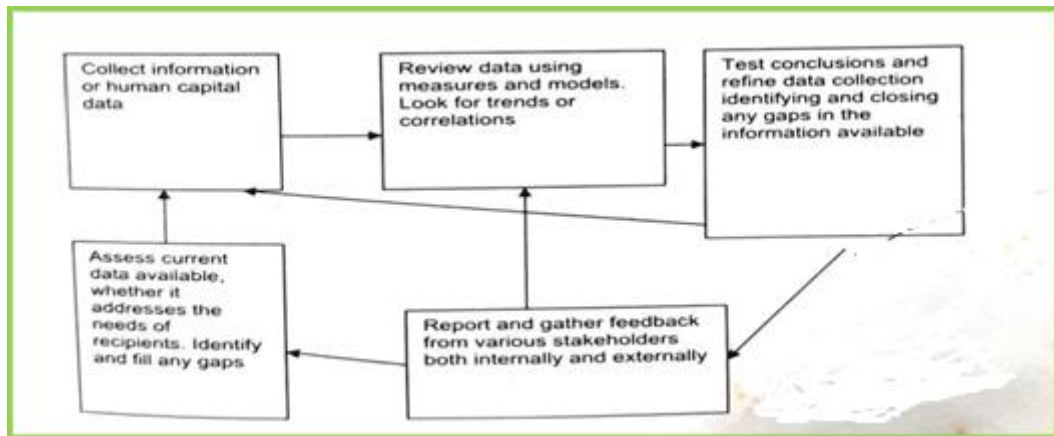 Collect information
or human capital
data
Review data using
measures and models.
Look for trends or
correlations
Test conclusions and
refine data collection
identifying and closing
any gaps in the
information available
Assess current
data available,
whether it
addresses the
needs of
recipients. Identify
and fill any gaps
Report and gather feedback
from various stakeholders
both internally and externally